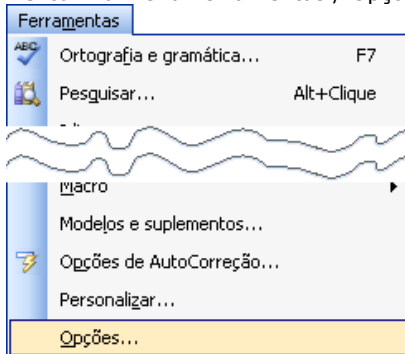 Ferramentas
Ortografia e gramática... F7
Pesquisar... Alt+Clique
Macro
Modelos e suplementos...
Opções de AutoCorreção...
Personalizar...
Opções...